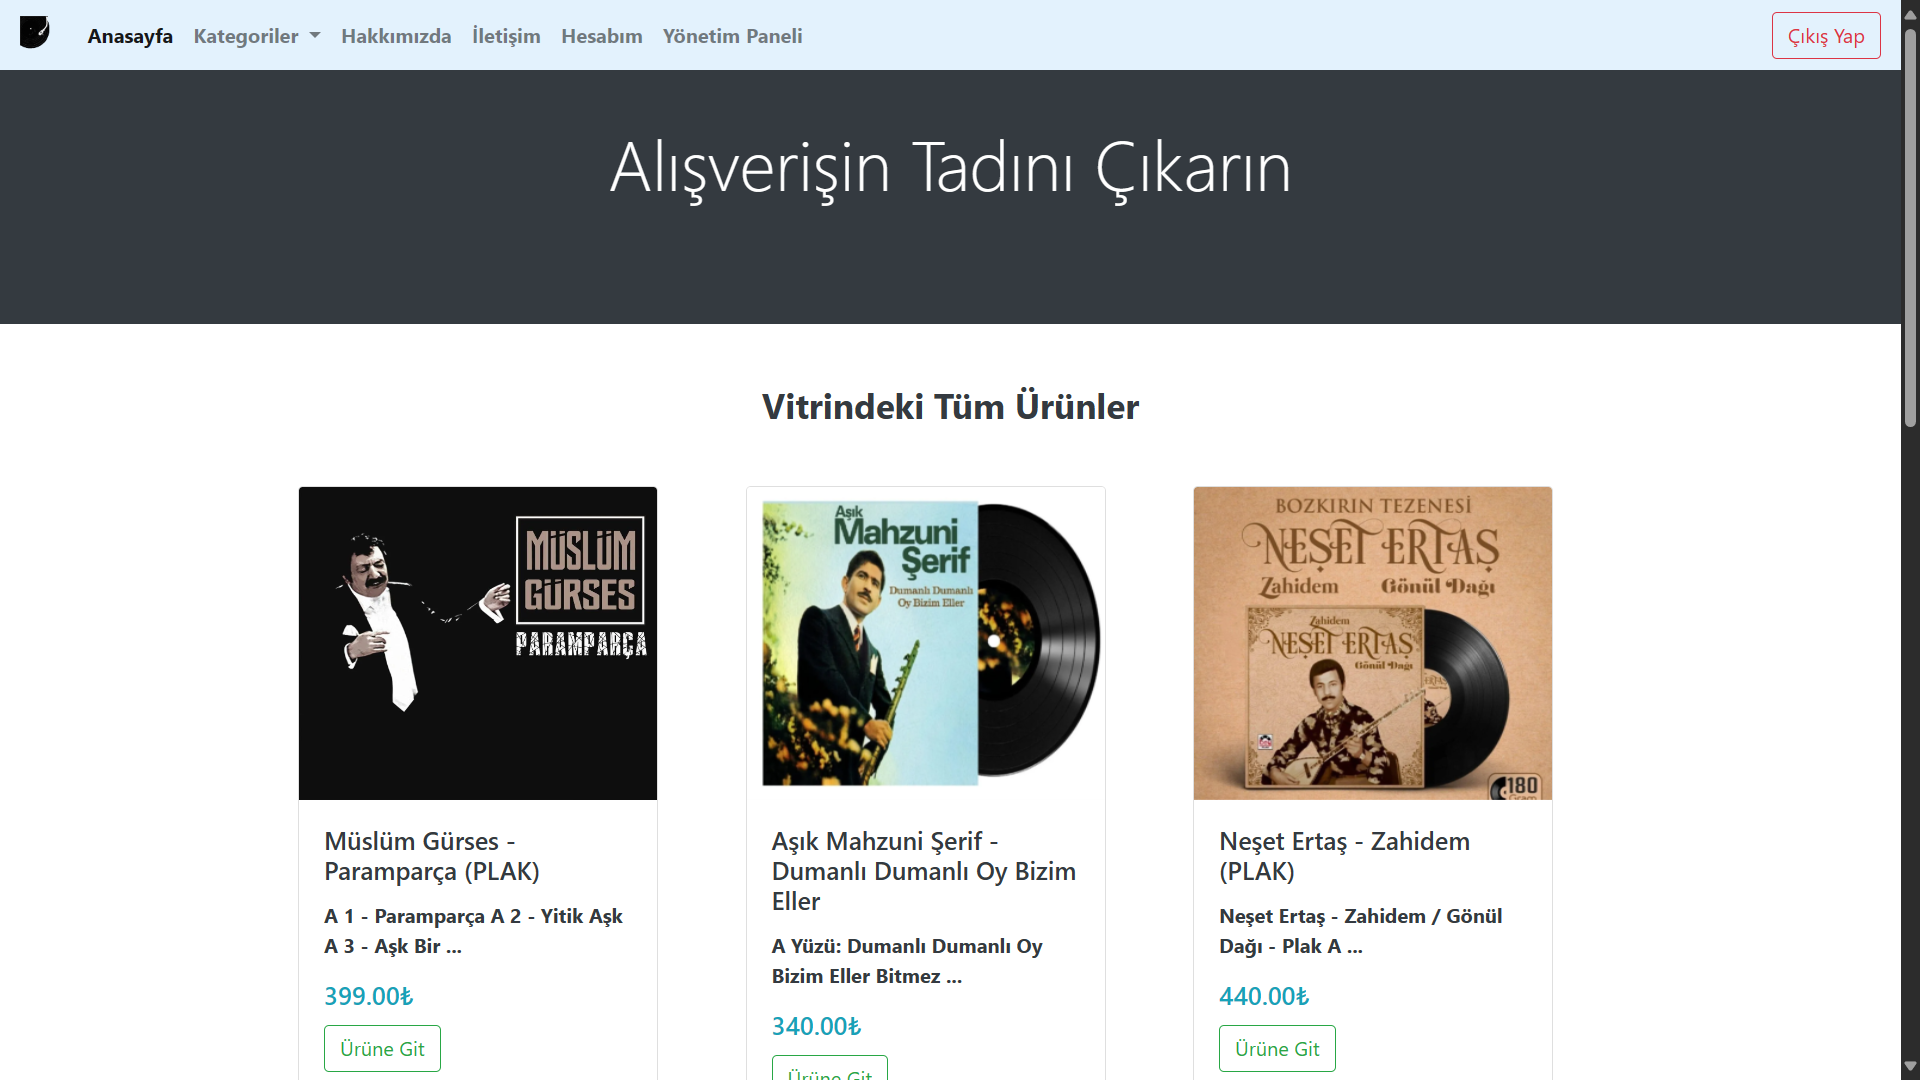 Anasayfa Kategoriler Hakkımızda İletişim Hesabım Yönetim Paneli Çıkış Yap
Alışverişin Tadını Çıkarın
Vitrindeki Tüm Ürünler
MÜSLÜM
GÜRSES
PARAMPARÇA
Aşık
Mahzuni
Şerif
Dumanlı Dumanlı
Oy Bizim Eller
BOZKIRIN TEZENESİ
NEŞET ERTAŞ
Zahidem Gönül Dağı
Zahidem
NEŞET ERTAŞ
Gönül Dağı
180
Gram
Müslüm Gürses -
Paramparça (PLAK)
A 1 - Paramparça A 2 - Yitik Aşk
A 3 - Aşk Bir ...
399.00₺
Ürüne Git
Aşık Mahzuni Şerif -
Dumanlı Dumanlı Oy Bizim
Eller
A Yüzü: Dumanlı Dumanlı Oy
Bizim Eller Bitmez ...
340.00₺
Ürüne Git
Neşet Ertaş - Zahidem
(PLAK)
Neşet Ertaş - Zahidem / Gönül
Dağı - Plak A ...
440.00₺
Ürüne Git